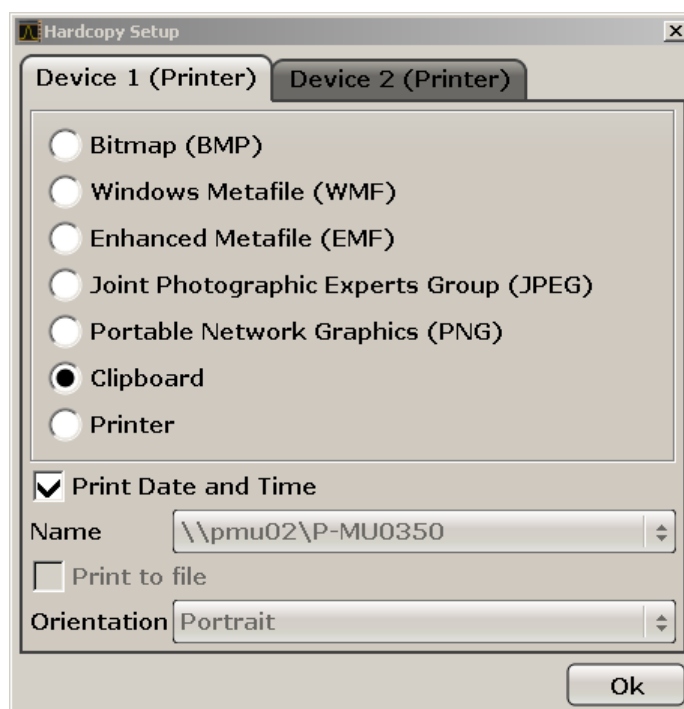 Hardcopy Setup
Device 1 (Printer) Device 2 (Printer)
Bitmap (BMP)
Windows Metafile (WMF)
Enhanced Metafile (EMF)
Joint Photographic Experts Group (JPEG)
Portable Network Graphics (PNG)
Clipboard
Printer
Print Date and Time
Name \\pmu02\P-MU0350
Print to file
Orientation Portrait
Ok